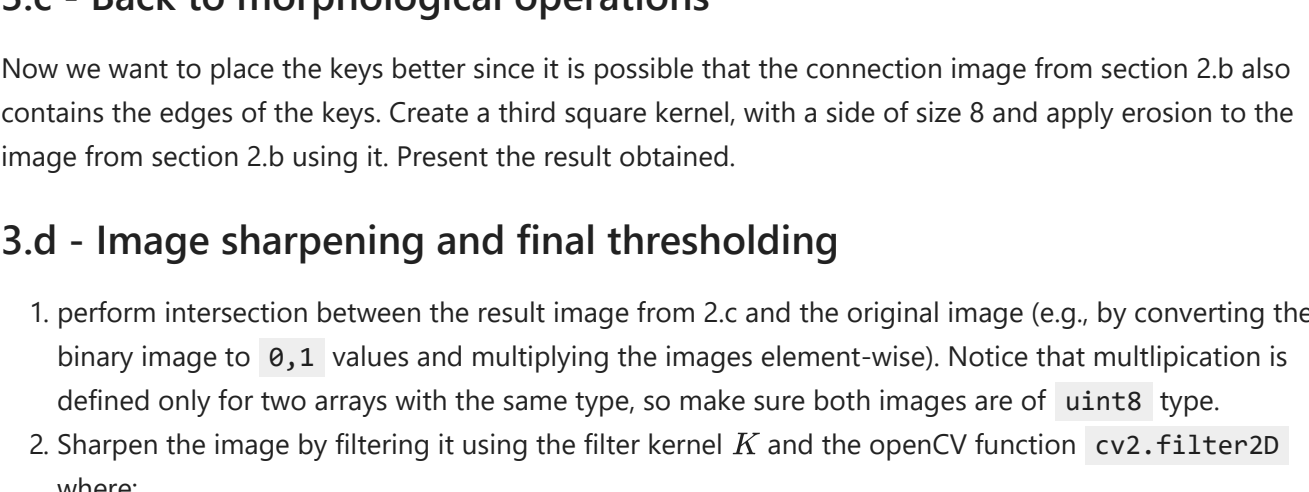 3.c - Back to morphological operations
Now we want to place the keys better since it is possible that the connection image from section 2.b also
contains the edges of the keys. Create a third square kernel, with a side of size 8 and apply erosion to the
image from section 2.b using it. Present the result obtained.
3.d - Image sharpening and final thresholding
1. perform intersection between the result image from 2.c and the original image (e.g., by converting the
binary image to 0,1 values and multiplying the images element-wise). Notice that multlipication is
defined only for two arrays with the same type, so make sure both images are of uint8 type.
2. Sharpen the image by filtering it using the filter kernel K and the openCV function cv2.filter2D
where: